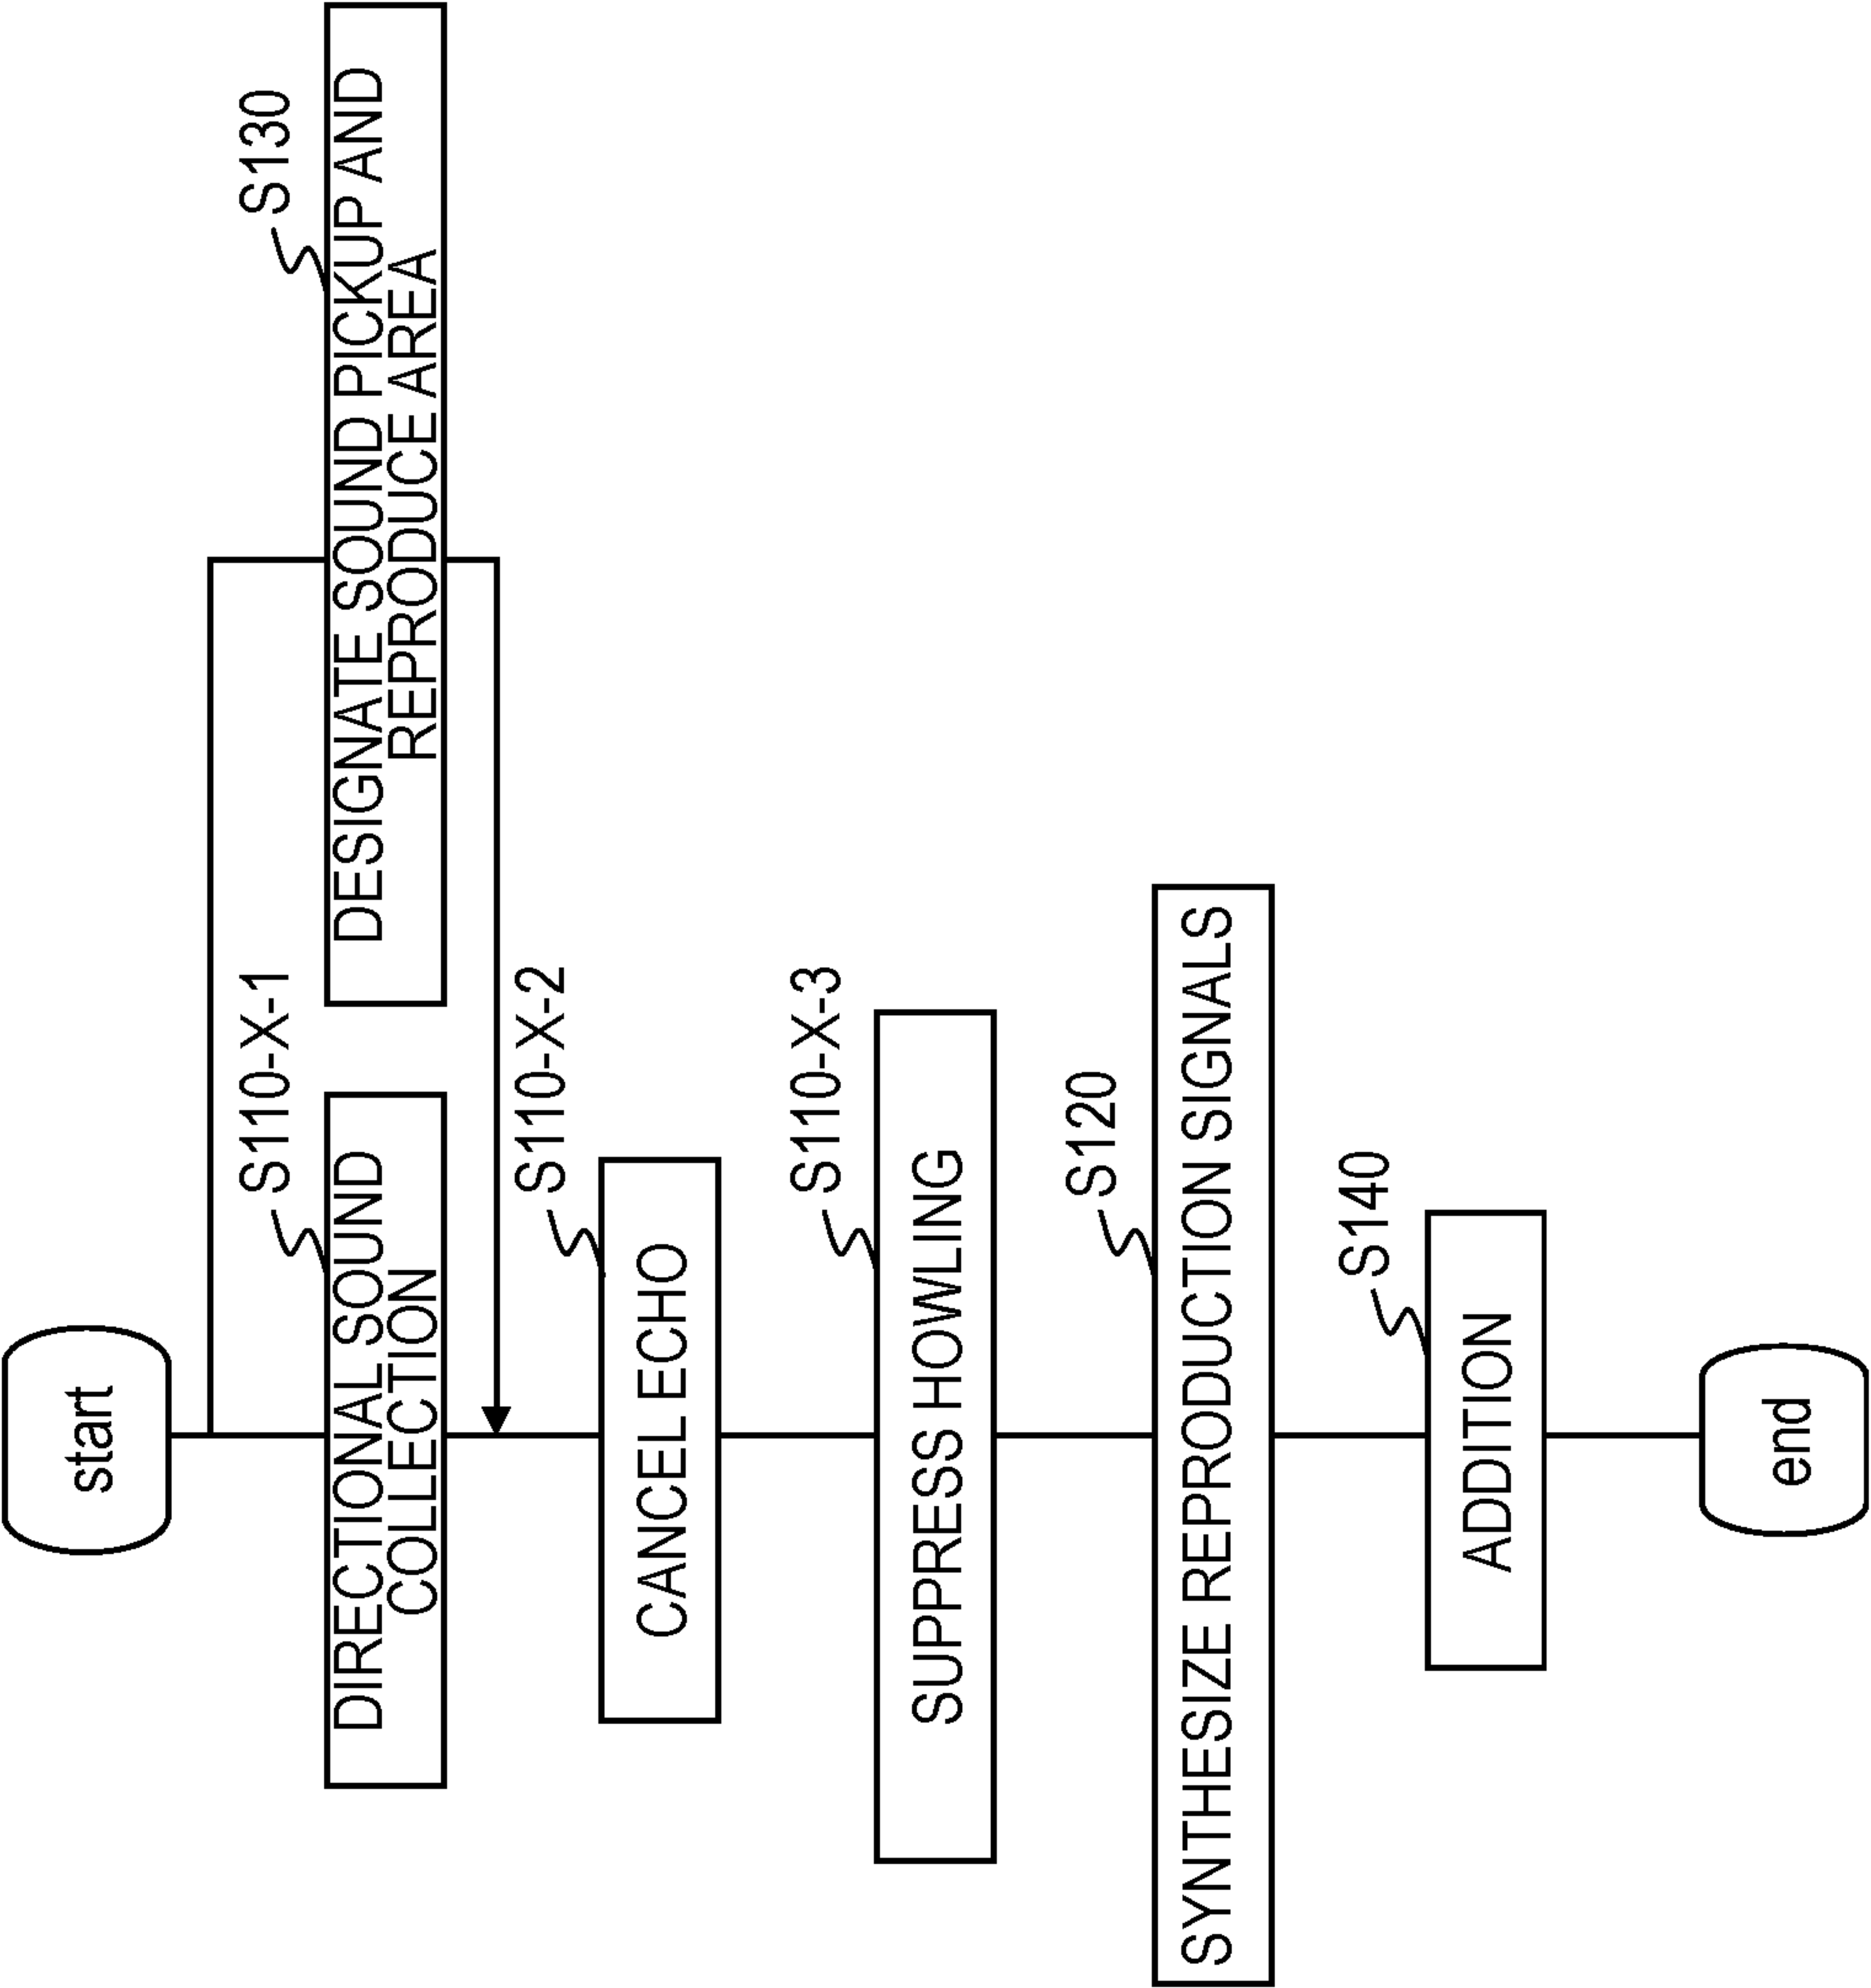 start
S110-X-1
DIRECTIONAL SOUND
COLLECTION
S130
DESIGNATE SOUND PICKUP AND
REPRODUCE AREA
S110-X-2
CANCEL ECHO
S110-X-3
SUPPRESS HOWLING
S120
SYNTHESIZE REPRODUCTION SIGNALS
S140
ADDITION
end